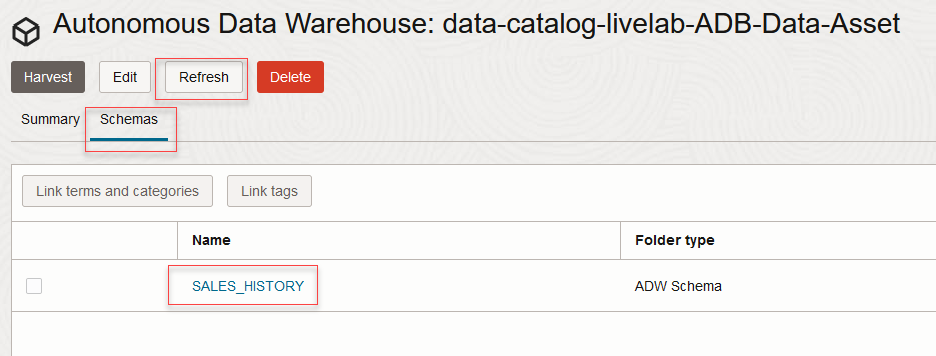 Autonomous Data Warehouse: data-catalog-livelab-ADB-Data-Asset
Harvest Edit Refresh Delete
Summary Schemas
Link terms and categories Link tags
Name Folder type
SALES_HISTORY ADW Schema